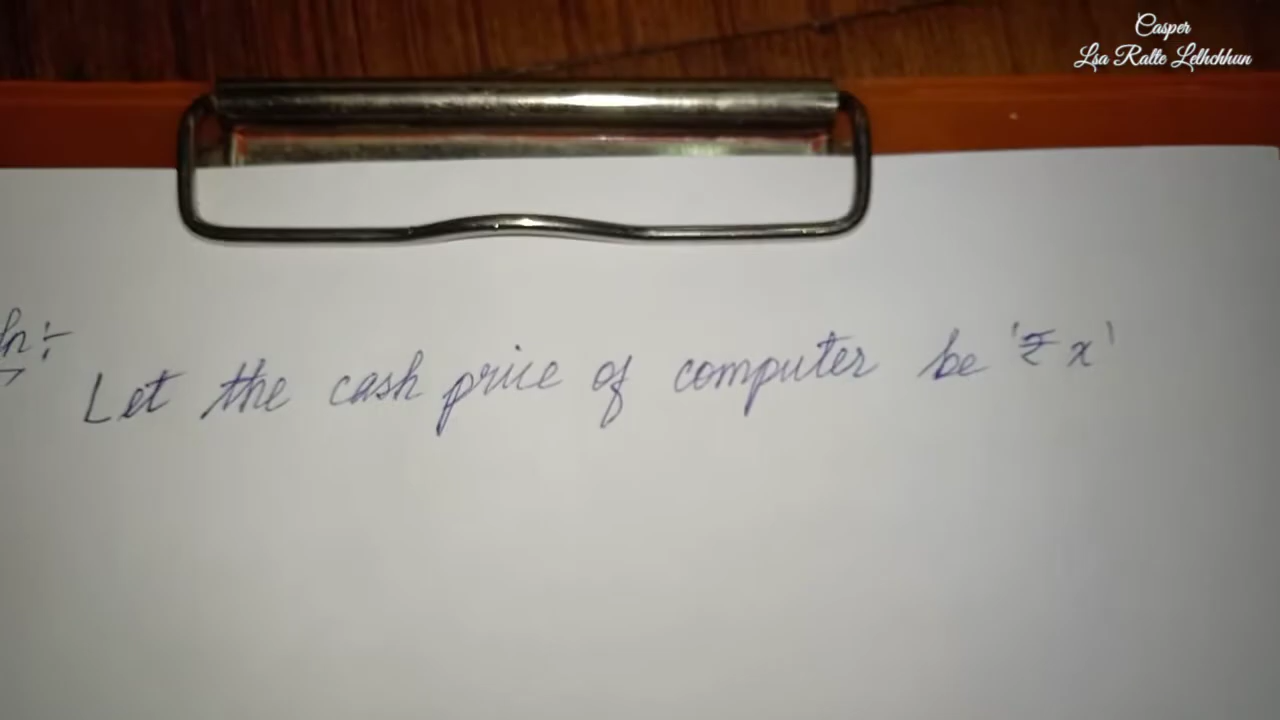 Casper
Lsa Ralte Lethchhun
Let the cash price of computer be '₹ x'